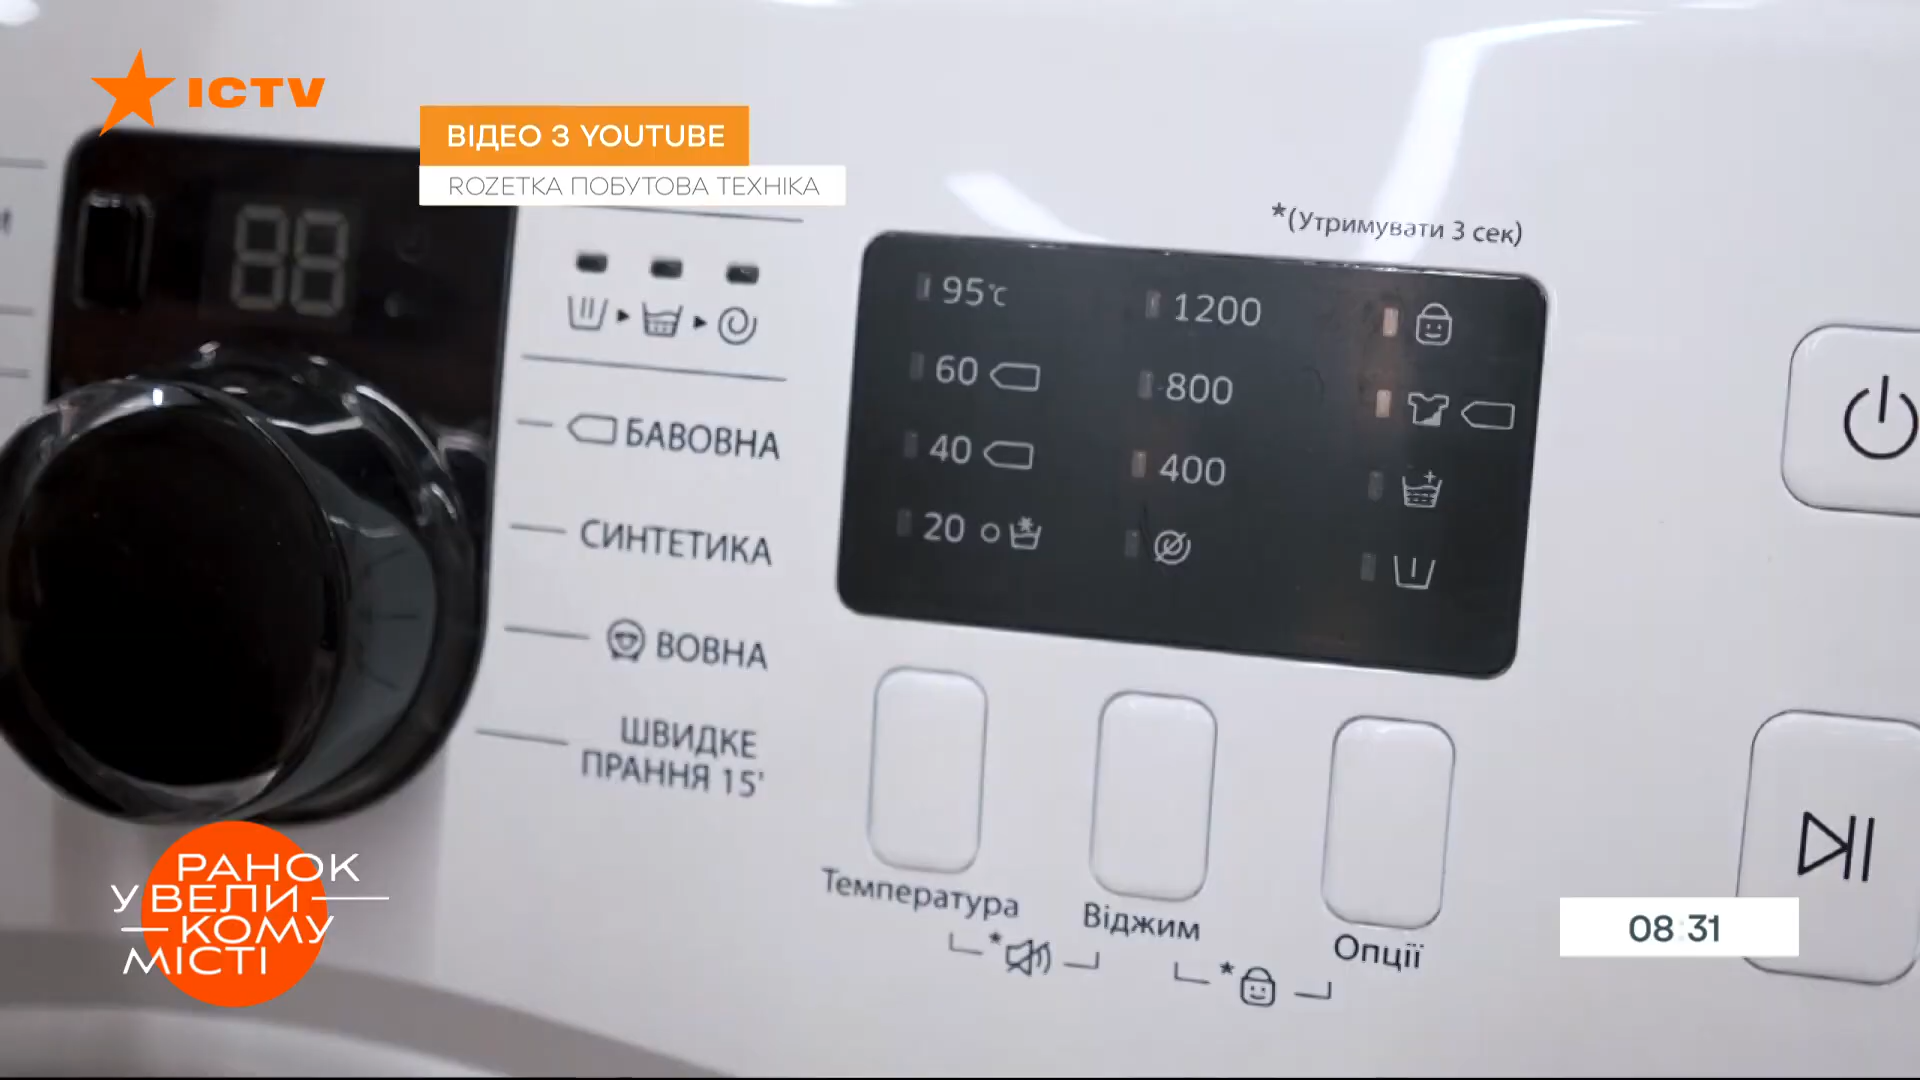 ICTV
ВІДЕО З YOUTUBE
ROZETKA ПОБУТОВА ТЕХНІКА
*(Утримувати 3 сек)
88
95°C
1200
60
800
40
400
20
БАВОВНА
СИНТЕТИКА
ВОВНА
ШВИДКЕ
ПРАННЯ 15'
Температура
Віджим
Опції
*
*
РАНОК
У ВЕЛИ
КОМУ
МІСТІ
08:31